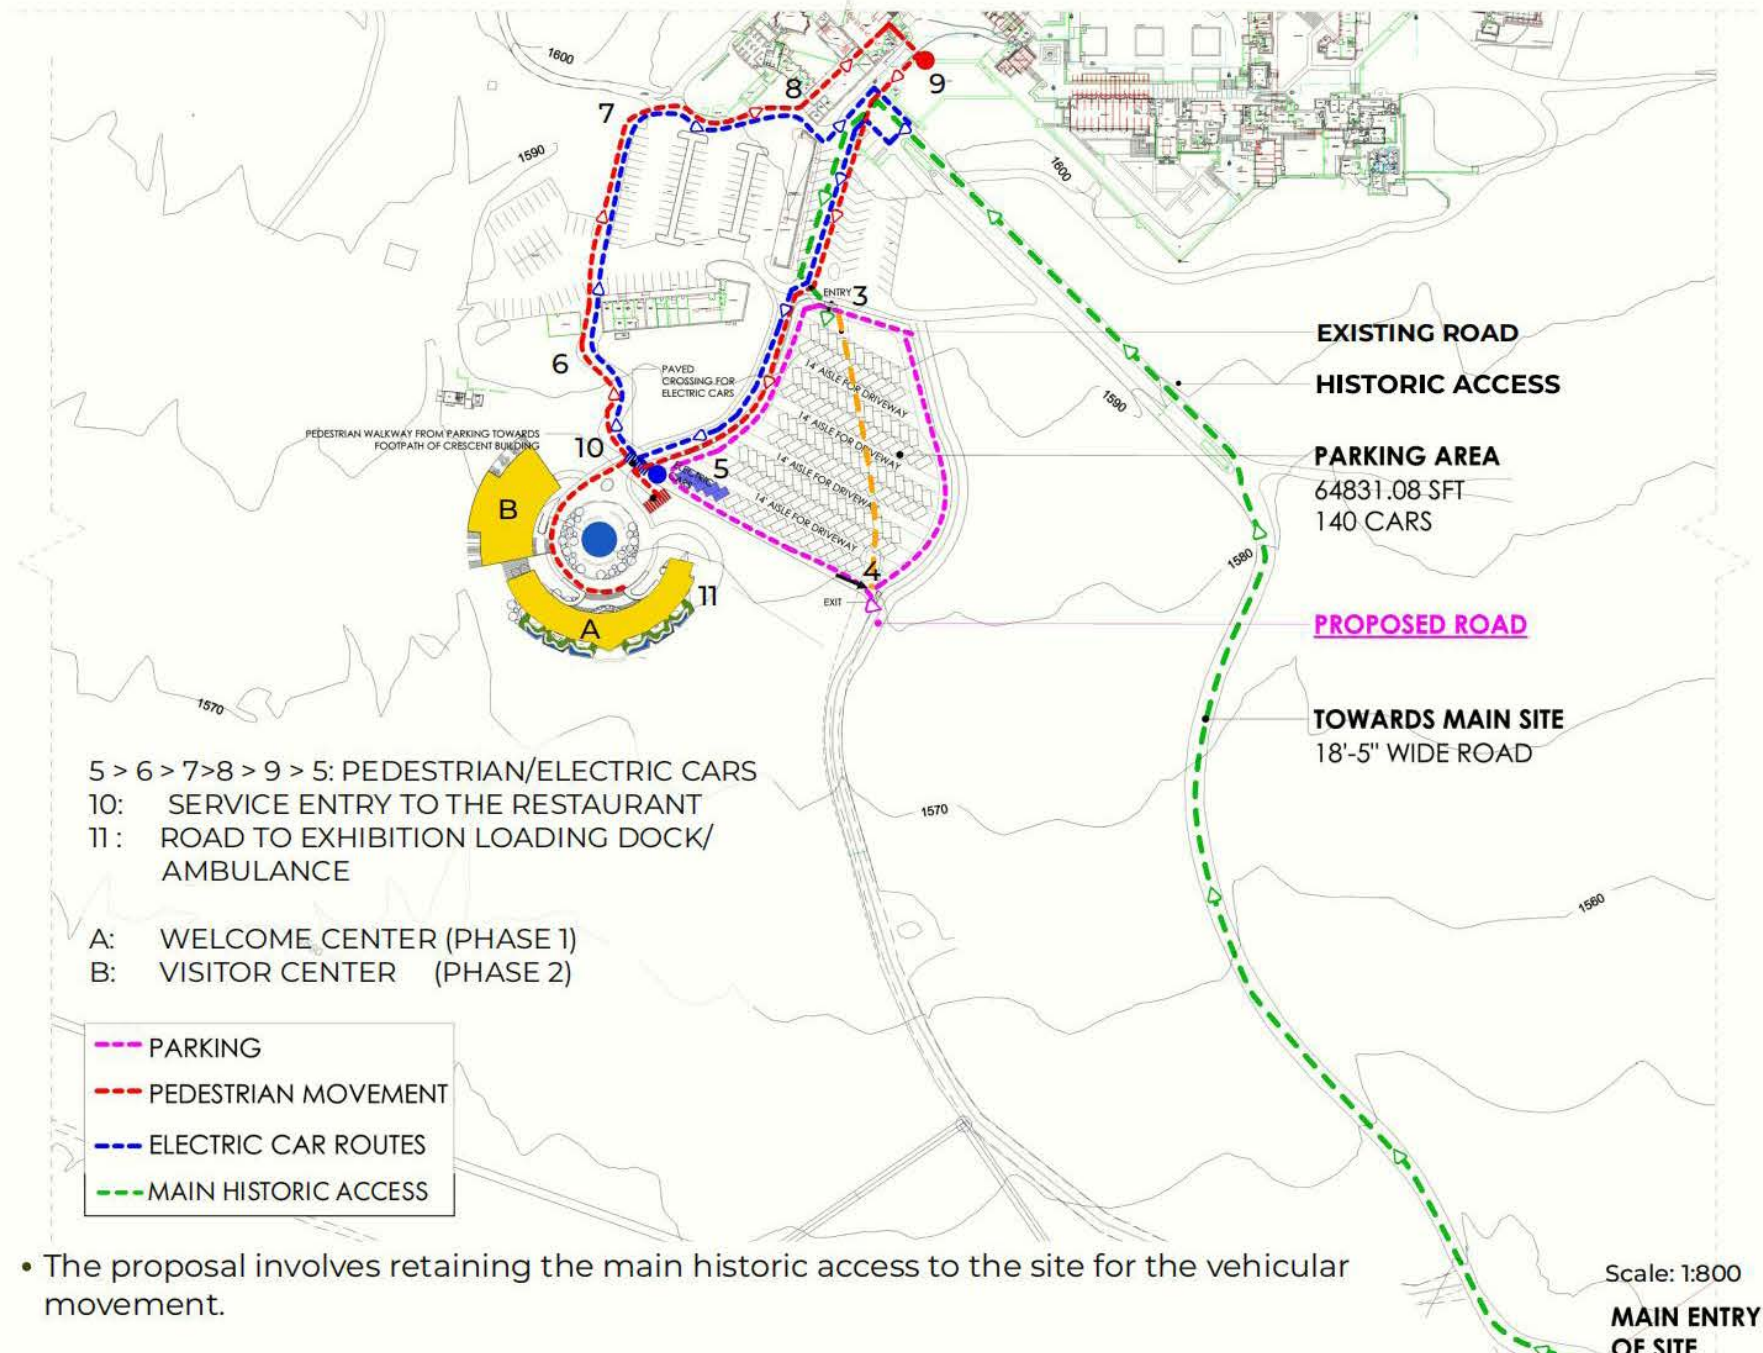 1600
8
9
7
1590
1600
ENTRY 3
EXISTING ROAD
6
PAVED
CROSSING FOR
ELECTRIC CARS
14' AISLE FOR DRIVEWAY
HISTORIC ACCESS
1590
14' AISLE FOR DRIVEWAY
PEDESTRIAN WALKWAY FROM PARKING TOWARDS
FOOTPATH OF CRESCENT BUILDING
10
5
14' AISLE FOR DRIVEWAY
PARKING AREA
64831.08 SFT
140 CARS
B
14' AISLE FOR DRIVEWAY
1580
4
EXIT
11
A
PROPOSED ROAD
1570
TOWARDS MAIN SITE
18'-5" WIDE ROAD
5 > 6 > 7>8 > 9 > 5: PEDESTRIAN/ELECTRIC CARS
10: SERVICE ENTRY TO THE RESTAURANT
11 : ROAD TO EXHIBITION LOADING DOCK/
AMBULANCE
1570
1560
A: WELCOME CENTER (PHASE 1)
B: VISITOR CENTER (PHASE 2)
PARKING
PEDESTRIAN MOVEMENT
ELECTRIC CAR ROUTES
MAIN HISTORIC ACCESS
• The proposal involves retaining the main historic access to the site for the vehicular
movement.
Scale: 1:800
MAIN ENTRY
OF SITE